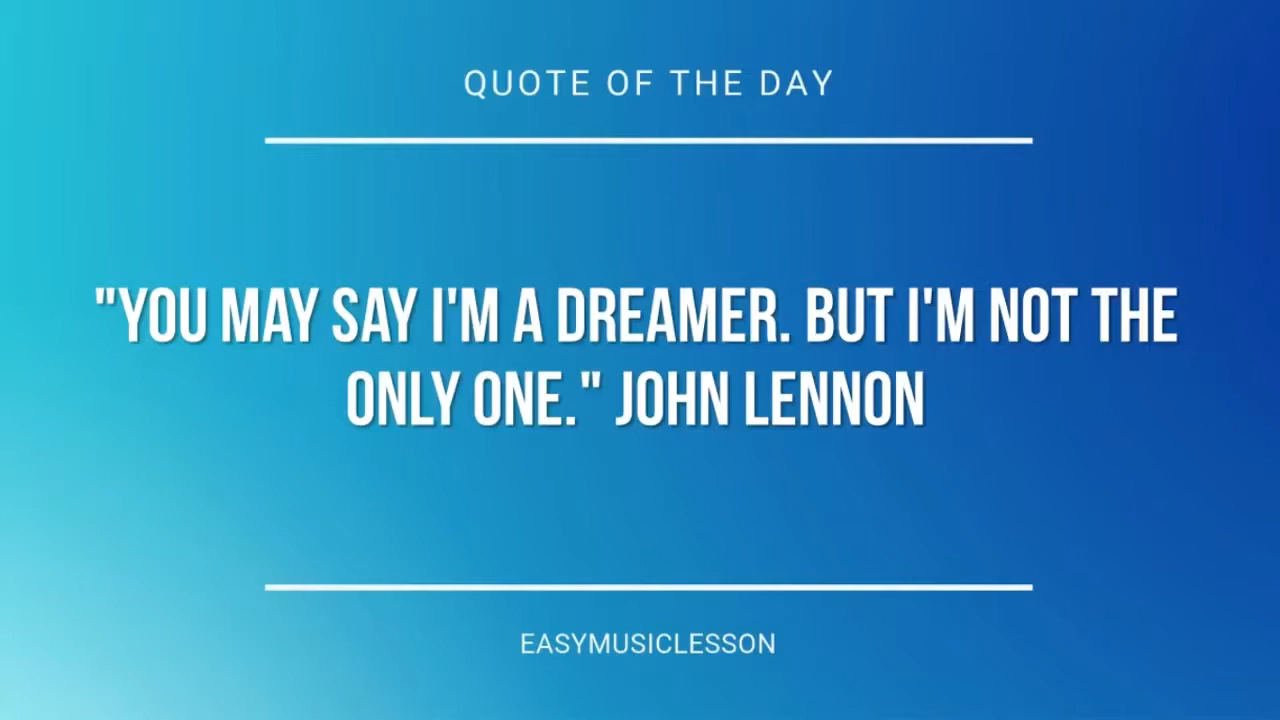 QUOTE OF THE DAY
"YOU MAY SAY I'M A DREAMER. BUT I'M NOT THE
ONLY ONE." JOHN LENNON
EASYMUSICLESSON